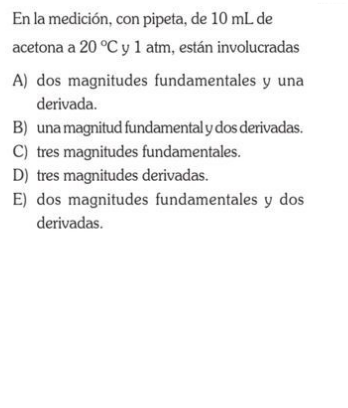 En la medición, con pipeta, de 10 mL de
acetona a 20 ºC y 1 atm, están involucradas
A) dos magnitudes fundamentales y una
derivada.
B) una magnitud fundamental y dos derivadas.
C) tres magnitudes fundamentales.
D) tres magnitudes derivadas.
E) dos magnitudes fundamentales y dos
derivadas.